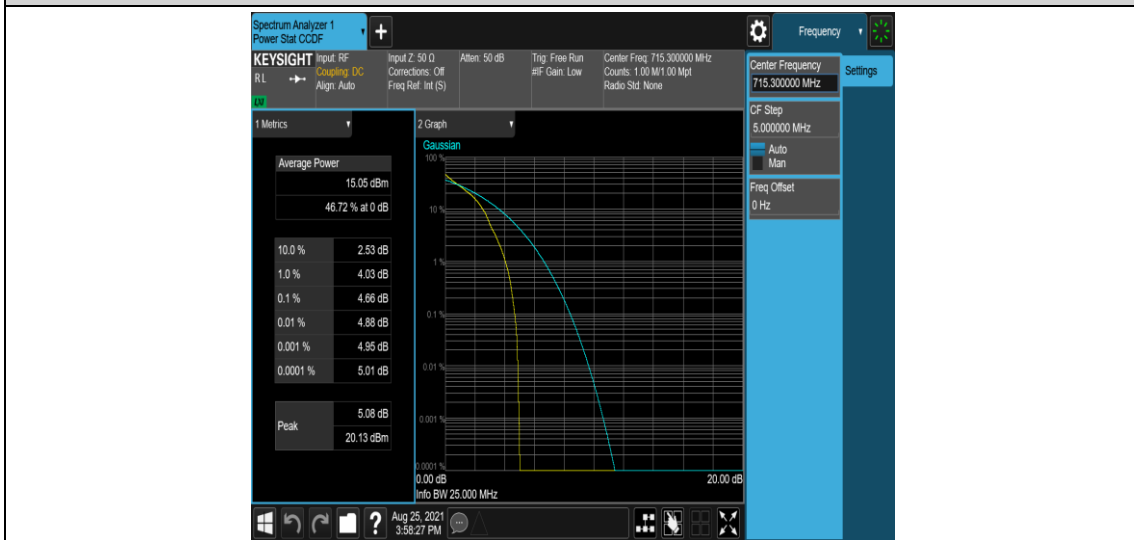 Spectrum Analyzer 1
Power Stat CCDF
+
Frequency
KEYSIGHT
RL
LXI
Input: RF
Coupling: DC
Align: Auto
Input Z: 50 Ω
Corrections: Off
Freq Ref: Int (S)
Atten: 50 dB
Trig: Free Run
#IF Gain: Low
Center Freq: 715.300000 MHz
Counts: 1.00 M/1.00 Mpt
Radio Std: None
Center Frequency
715.300000 MHz
Settings
CF Step
5.000000 MHz
Auto
Man
Freq Offset
0 Hz
1 Metrics
Average Power
15.05 dBm
46.72 % at 0 dB
10.0 % 2.53 dB
1.0 % 4.03 dB
0.1 % 4.66 dB
0.01 % 4.88 dB
0.001 % 4.95 dB
0.0001 % 5.01 dB
Peak
5.08 dB
20.13 dBm
2 Graph
Gaussian
100 %
10 %
1 %
0.1 %
0.01 %
0.001 %
0.0001 %
0.00 dB 20.00 dB
Info BW 25.000 MHz
?
Aug 25, 2021
3:58:27 PM